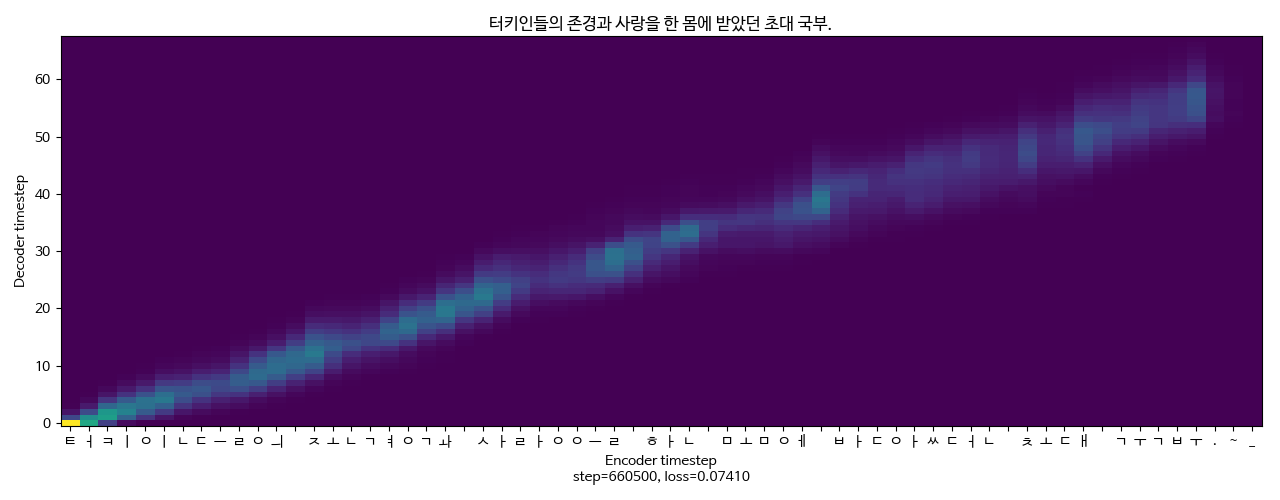 터키인들의 존경과 사랑을 한 몸에 받았던 초대 국부.
60
50
40
30
20
10
0
Decoder timestep
ㅌ ㅓ ㅋ ㅣ ㅇ ㅣ ㄴ ㄷ ㅡ ㄹ ㅇ ㅢ ㅈ ㅗ ㄴ ㄱ ㅕ ㅇ ㄱ ㅘ ㅅ ㅏ ㄹ ㅏ ㅇ ㅇ ㅡ ㄹ ㅎ ㅏ ㄴ ㅁ ㅗ ㅁ ㅇ ㅔ ㅂ ㅏ ㄷ ㅇ ㅏ ㅆ ㄷ ㅓ ㄴ ㅊ ㅗ ㄷ ㅐ ㄱ ㅜ ㄱ ㅂ ㅜ . ~ _
Encoder timestep
step=660500, loss=0.07410